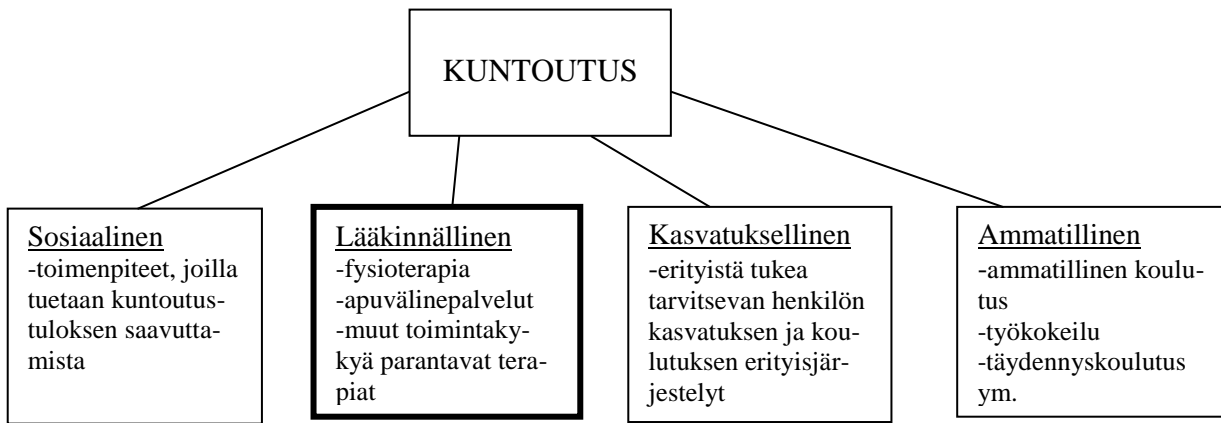 KUNTOUTUS
Sosiaalinen
-toimenpiteet, joilla
tuetaan kuntoutus-
tuloksen saavutta-
mista
Lääkinnällinen
-fysioterapia
-apuvälinepalvelut
-muut toimintaky-
kyä parantavat tera-
piat
Kasvatuksellinen
-erityistä tukea
tarvitsevan henkilön
kasvatuksen ja kou-
lutuksen erityisjär-
jestelyt
Ammatillinen
-ammatillinen koulu-
tus
-työkokeilu
-täydennyskoulutus
ym.